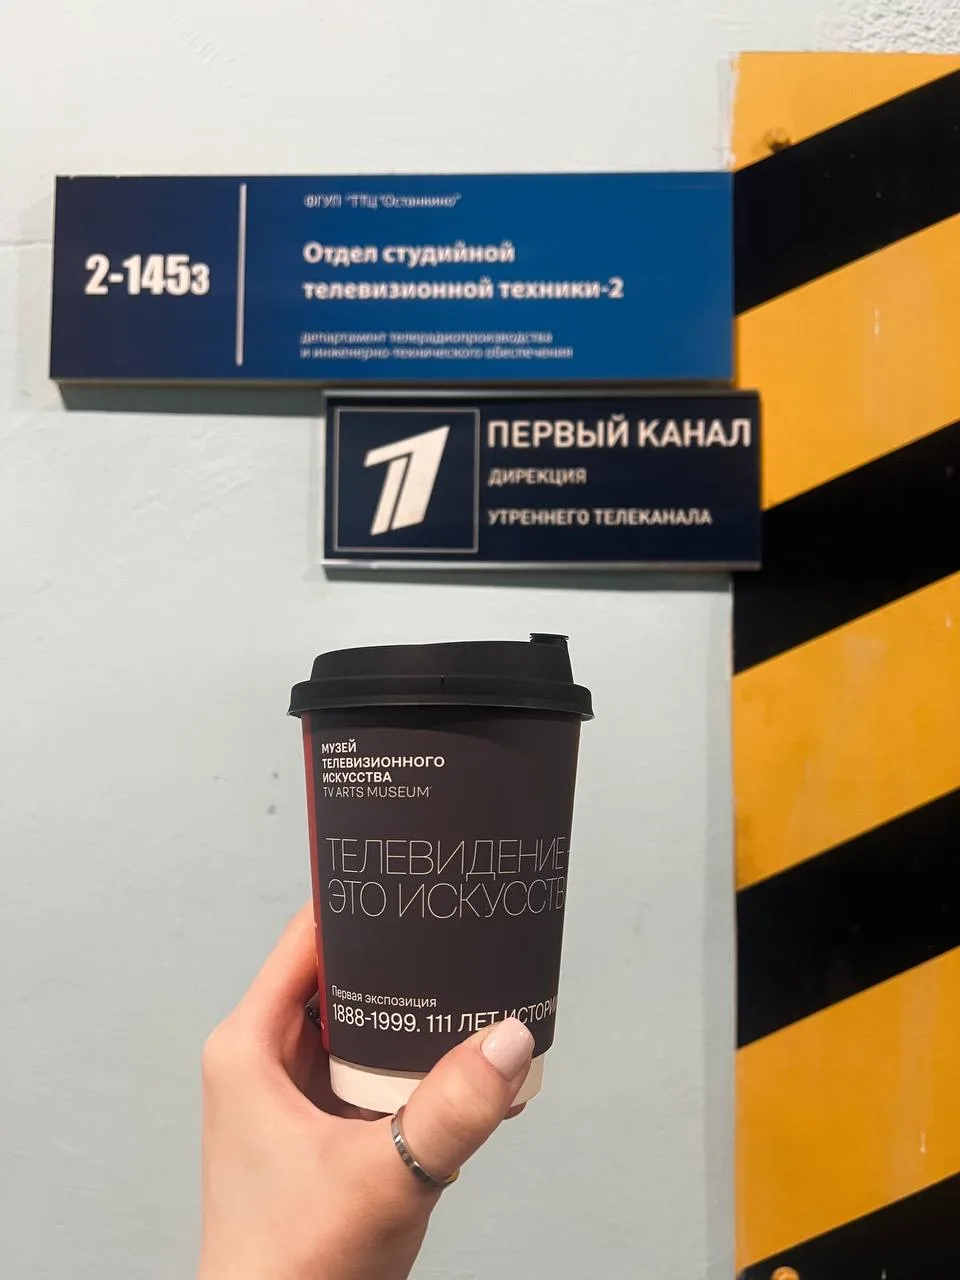 ФГУП "ТТЦ "Останкино"
2-145з
Отдел студийной
телевизионной техники-2
департамент телерадиопроизводства
и инженерно-технического обеспечения
1
ПЕРВЫЙ КАНАЛ
ДИРЕКЦИЯ
УТРЕННЕГО ТЕЛЕКАНАЛА
МУЗЕЙ
ТЕЛЕВИЗИОННОГО
ИСКУССТВА
TV ARTS MUSEUM
ТЕЛЕВИДЕНИЕ-
ЭТО ИСКУССТВ
Первая экспозиция
1888-1999. 111 ЛЕТ ИСТОРИ